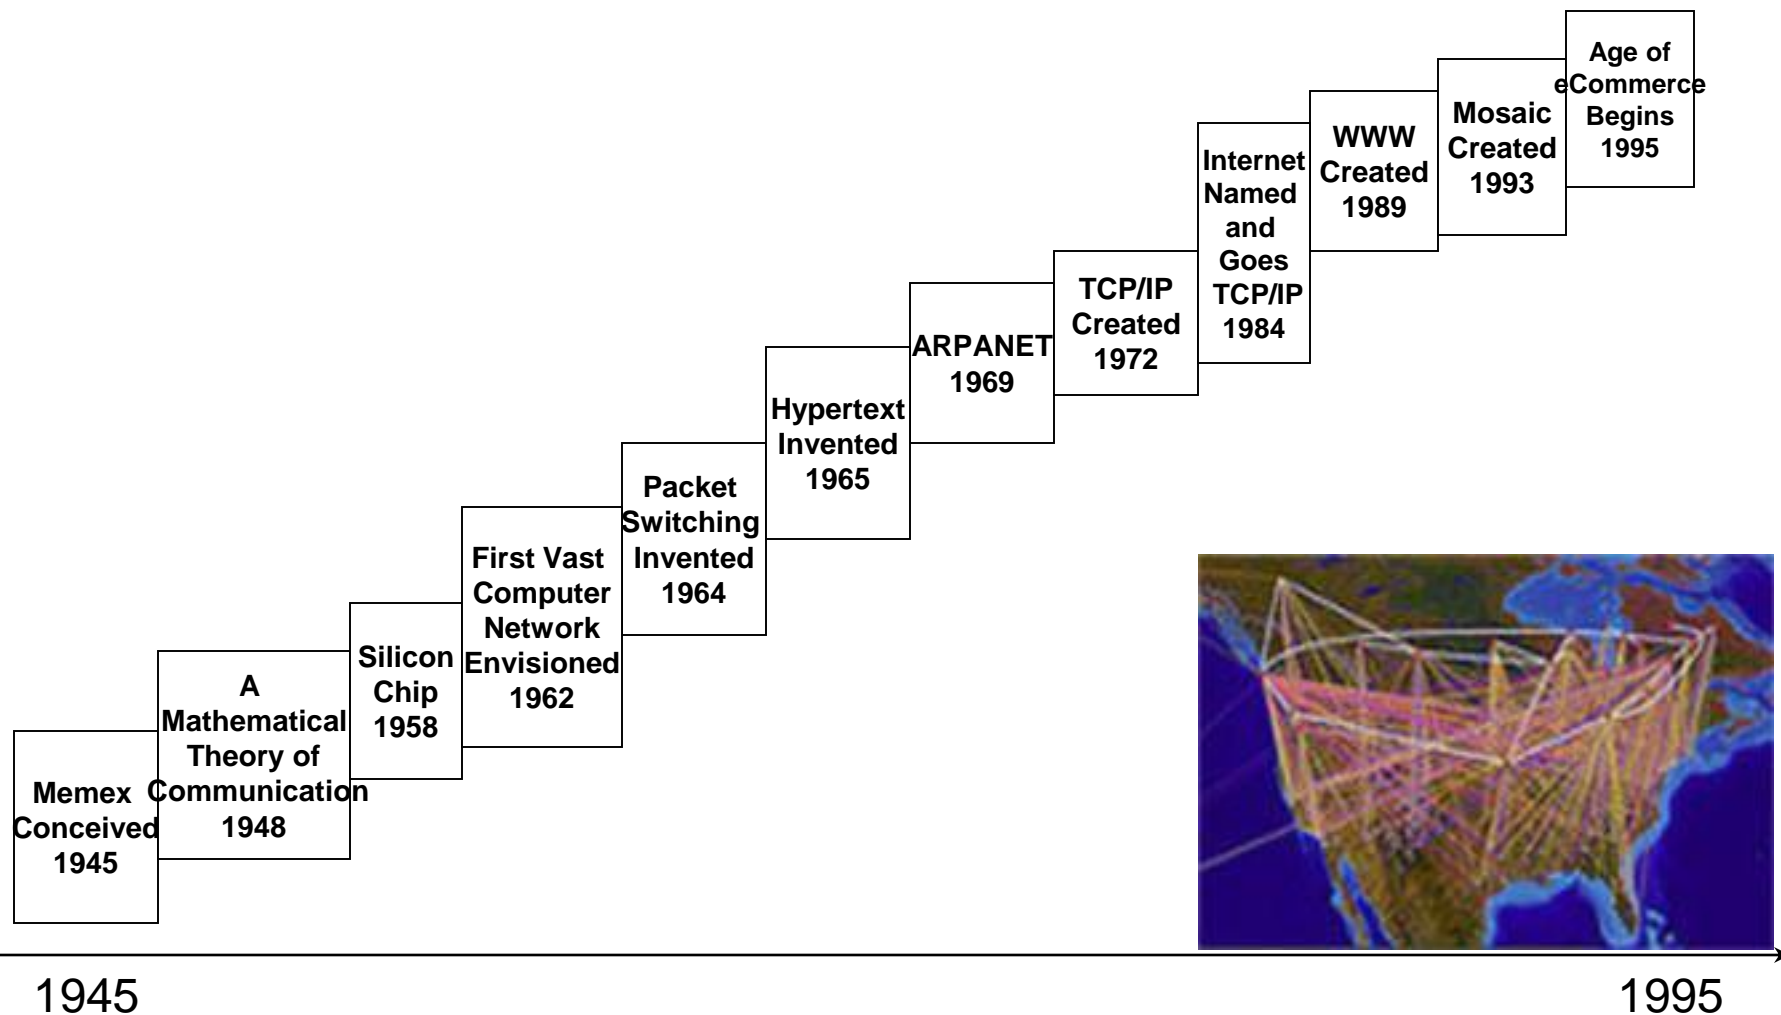 Memex
Conceived
1945
A
Mathematical
Theory of
Communication
1948
Silicon
Chip
1958
First Vast
Computer
Network
Envisioned
1962
Packet
Switching
Invented
1964
Hypertext
Invented
1965
ARPANET
1969
TCP/IP
Created
1972
Internet
Named
and
Goes
TCP/IP
1984
WWW
Created
1989
Mosaic
Created
1993
Age of
eCommerce
Begins
1995
1945
1995